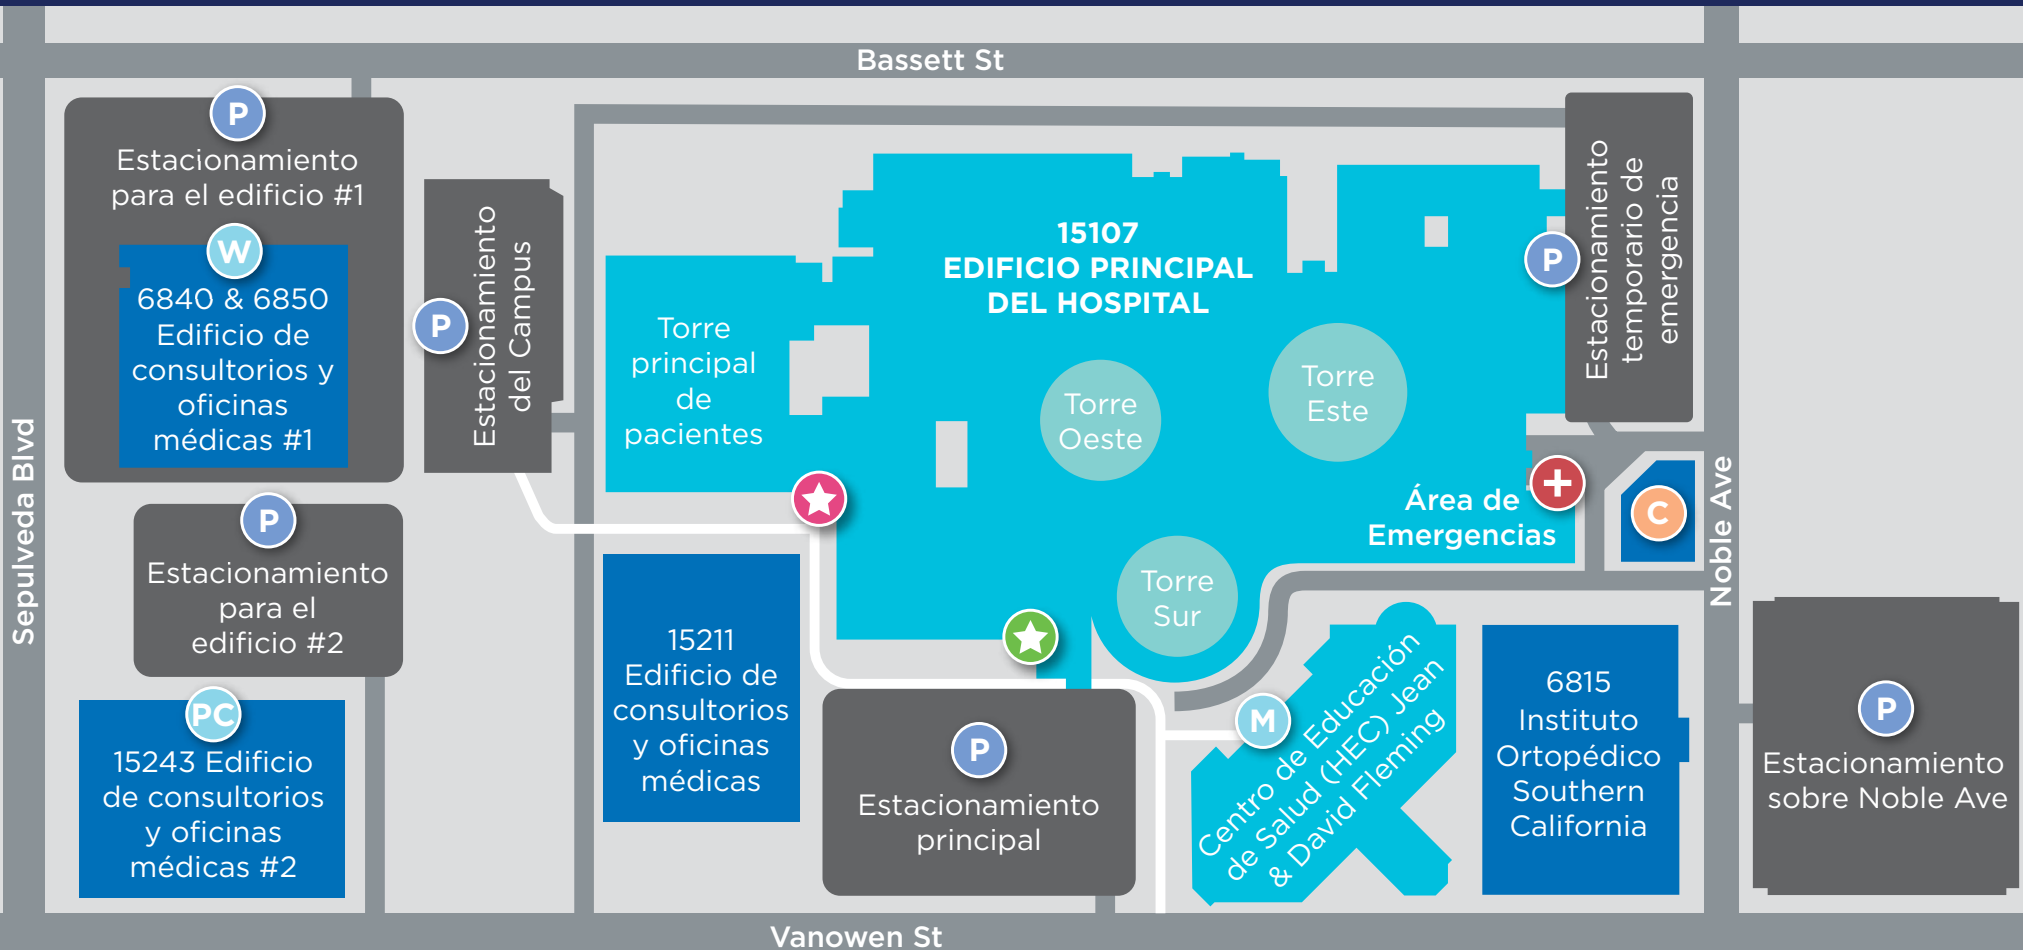 Bassett St
P
Estacionamiento
para el edificio #1
W
6840 & 6850
Edificio de
consultorios y
oficinas
médicas #1
P
Estacionamiento
del Campus
Torre
principal
de
pacientes
15107
EDIFICIO PRINCIPAL
DEL HOSPITAL
Torre
Oeste
Torre
Este
P
Estacionamiento
temporario de
emergencia
Sepulveda Blvd
P
Estacionamiento
para el
edificio #2
Área de
Emergencias
C
Noble Ave
Torre
Sur
15211
Edificio de
consultorios
y oficinas
médicas
PC
15243 Edificio
de consultorios
y oficinas
médicas #2
P
Estacionamiento
principal
M
Centro de Educación
de Salud (HEC) Jean
& David Fleming
6815
Instituto
Ortopédico
Southern
California
P
Estacionamiento
sobre Noble Ave
Vanowen St